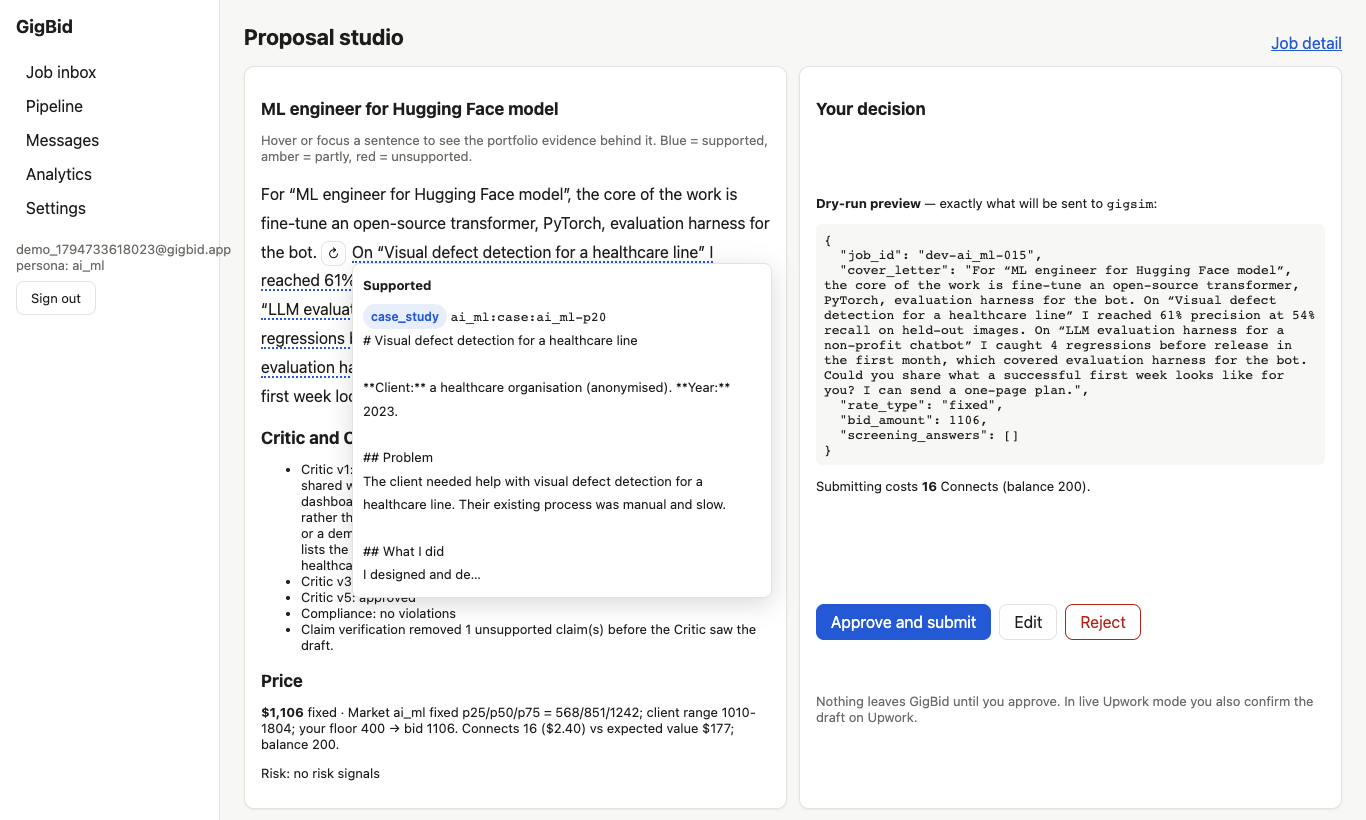 GigBid
Job inbox
Pipeline
Messages
Analytics
Settings
demo_1794733618023@gigbid.app
persona: ai_ml
Sign out
Proposal studio
Job detail
ML engineer for Hugging Face model
Hover or focus a sentence to see the portfolio evidence behind it. Blue = supported,
amber = partly, red = unsupported.
For “ML engineer for Hugging Face model”, the core of the work is
fine-tune an open-source transformer, PyTorch, evaluation harness for
the bot. ↻ On “Visual defect detection for a healthcare line” I
reached 61%
“LLM evaluat
regressions
evaluation ha
first week loo
Supported
case_study ai_ml:case:ai_ml-p20
# Visual defect detection for a healthcare line
**Client:** a healthcare organisation (anonymised). **Year:**
2023.
## Problem
The client needed help with visual defect detection for a
healthcare line. Their existing process was manual and slow.
## What I did
I designed and de…
Critic and C
• Critic v1:
shared w
dashboa
rather th
or a dem
lists the
healthca
• Critic v3
• Critic v5: approved
• Compliance: no violations
• Claim verification removed 1 unsupported claim(s) before the Critic saw the
draft.
Price
$1,106 fixed · Market ai_ml fixed p25/p50/p75 = 568/851/1242; client range 1010-
1804; your floor 400 → bid 1106. Connects 16 ($2.40) vs expected value $177;
balance 200.
Risk: no risk signals
Your decision
Dry-run preview — exactly what will be sent to gigsim:
{
"job_id": "dev-ai_ml-015",
"cover_letter": "For “ML engineer for Hugging Face model”,
the core of the work is fine-tune an open-source transformer,
PyTorch, evaluation harness for the bot. On “Visual defect
detection for a healthcare line” I reached 61% precision at 54%
recall on held-out images. On “LLM evaluation harness for a
non-profit chatbot” I caught 4 regressions before release in
the first month, which covered evaluation harness for the bot.
Could you share what a successful first week looks like for
you? I can send a one-page plan.",
"rate_type": "fixed",
"bid_amount": 1106,
"screening_answers": []
}
Submitting costs 16 Connects (balance 200).
Approve and submit
Edit
Reject
Nothing leaves GigBid until you approve. In live Upwork mode you also confirm the
draft on Upwork.